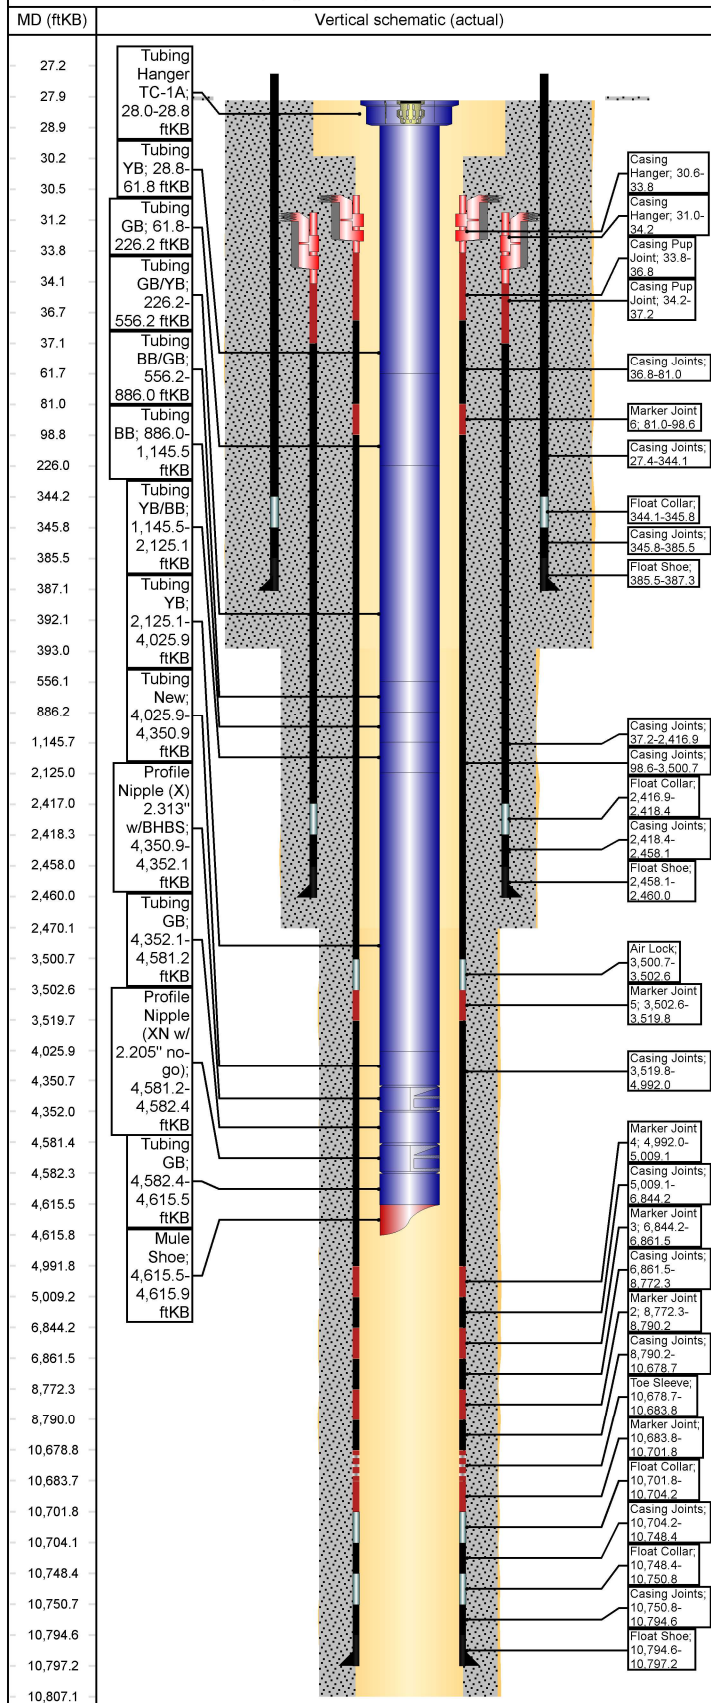 MD (ftKB)
Vertical schematic (actual)
27.2
27.9
28.9
30.2
30.5
31.2
33.8
34.1
36.7
37.1
61.7
81.0
98.8
226.0
344.2
345.8
385.5
387.1
392.1
393.0
556.1
886.2
1,145.7
2,125.0
2,417.0
2,418.3
2,458.0
2,460.0
2,470.1
3,500.7
3,502.6
3,519.7
4,025.9
4,350.7
4,352.0
4,581.4
4,582.3
4,615.5
4,615.8
4,991.8
5,009.2
6,844.2
6,861.5
8,772.3
8,790.0
10,678.8
10,683.7
10,701.8
10,704.1
10,748.4
10,750.7
10,794.6
10,797.2
10,807.1
Tubing
Hanger
TC-1A;
28.0-28.8
ftKB
Tubing
YB; 28.8-
61.8 ftKB
Tubing
GB; 61.8-
226.2 ftKB
Tubing
GB/YB;
226.2-
556.2 ftKB
Tubing
BB/GB;
556.2-
886.0 ftKB
Tubing
BB; 886.0-
1,145.5
ftKB
Tubing
YB/BB;
1,145.5-
2,125.1
ftKB
Tubing
YB;
2,125.1-
4,025.9
ftKB
Tubing
New;
4,025.9-
4,350.9
ftKB
Profile
Nipple (X)
2.313"
w/BHBS;
4,350.9-
4,352.1
ftKB
Tubing
GB;
4,352.1-
4,581.2
ftKB
Profile
Nipple
(XN w/
2.205" no-
go);
4,581.2-
4,582.4
ftKB
Tubing
GB;
4,582.4-
4,615.5
ftKB
Mule
Shoe;
4,615.5-
4,615.9
ftKB
Casing
Hanger; 30.6-
33.8
Casing
Hanger; 31.0-
34.2
Casing Pup
Joint; 33.8-
36.8
Casing Pup
Joint; 34.2-
37.2
Casing Joints;
36.8-81.0
Marker Joint
6; 81.0-98.6
Casing Joints;
27.4-344.1
Float Collar;
344.1-345.8
Casing Joints;
345.8-385.5
Float Shoe;
385.5-387.3
Casing Joints;
37.2-2,416.9
Casing Joints;
98.6-3,500.7
Float Collar;
2,416.9-
2,418.4
Casing Joints;
2,418.4-
2,458.1
Float Shoe;
2,458.1-
2,460.0
Air Lock;
3,500.7-
3,502.6
Marker Joint
5; 3,502.6-
3,519.8
Casing Joints;
3,519.8-
4,992.0
Marker Joint
4; 4,992.0-
5,009.1
Casing Joints;
5,009.1-
6,844.2
Marker Joint
3; 6,844.2-
6,861.5
Casing Joints;
6,861.5-
8,772.3
Marker Joint
2; 8,772.3-
8,790.2
Casing Joints;
8,790.2-
10,678.7
Toe Sleeve;
10,678.7-
10,683.8
Marker Joint;
10,683.8-
10,701.8
Float Collar;
10,701.8-
10,704.2
Casing Joints;
10,704.2-
10,748.4
Float Collar;
10,748.4-
10,750.8
Casing Joints;
10,750.8-
10,794.6
Float Shoe;
10,794.6-
10,797.2